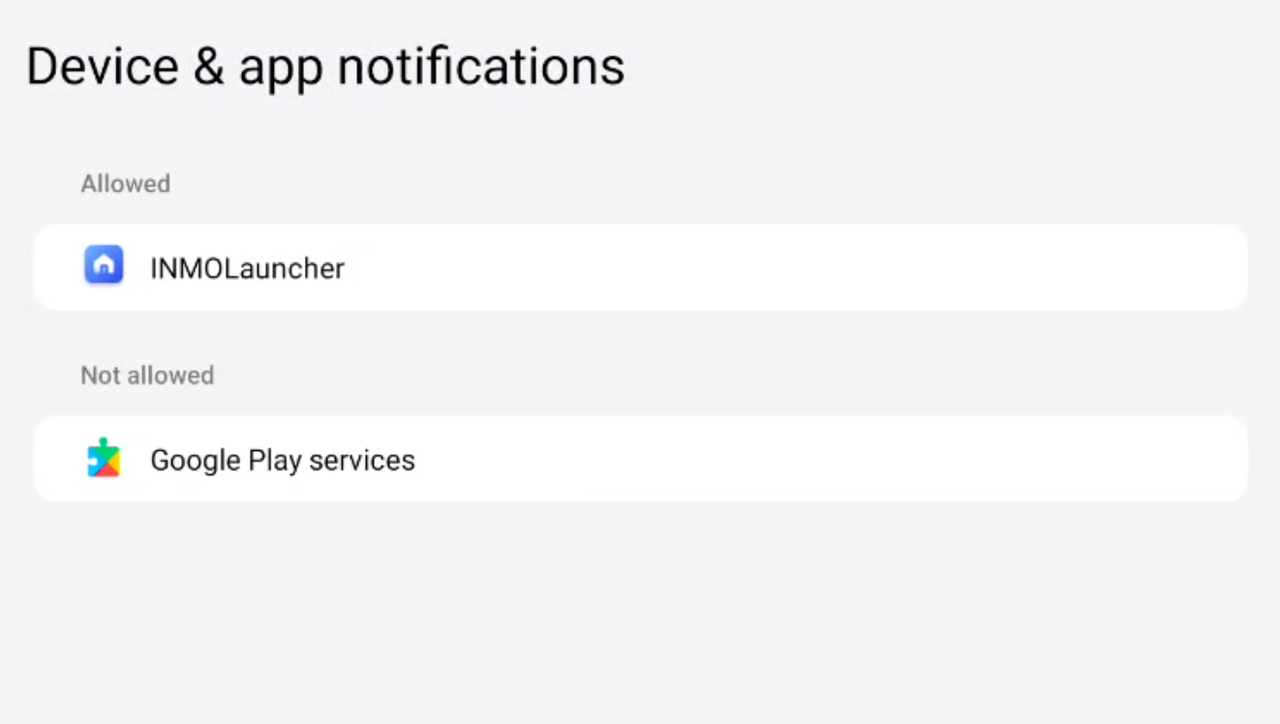 Device & app notifications
Allowed
INMOLauncher
Not allowed
Google Play services